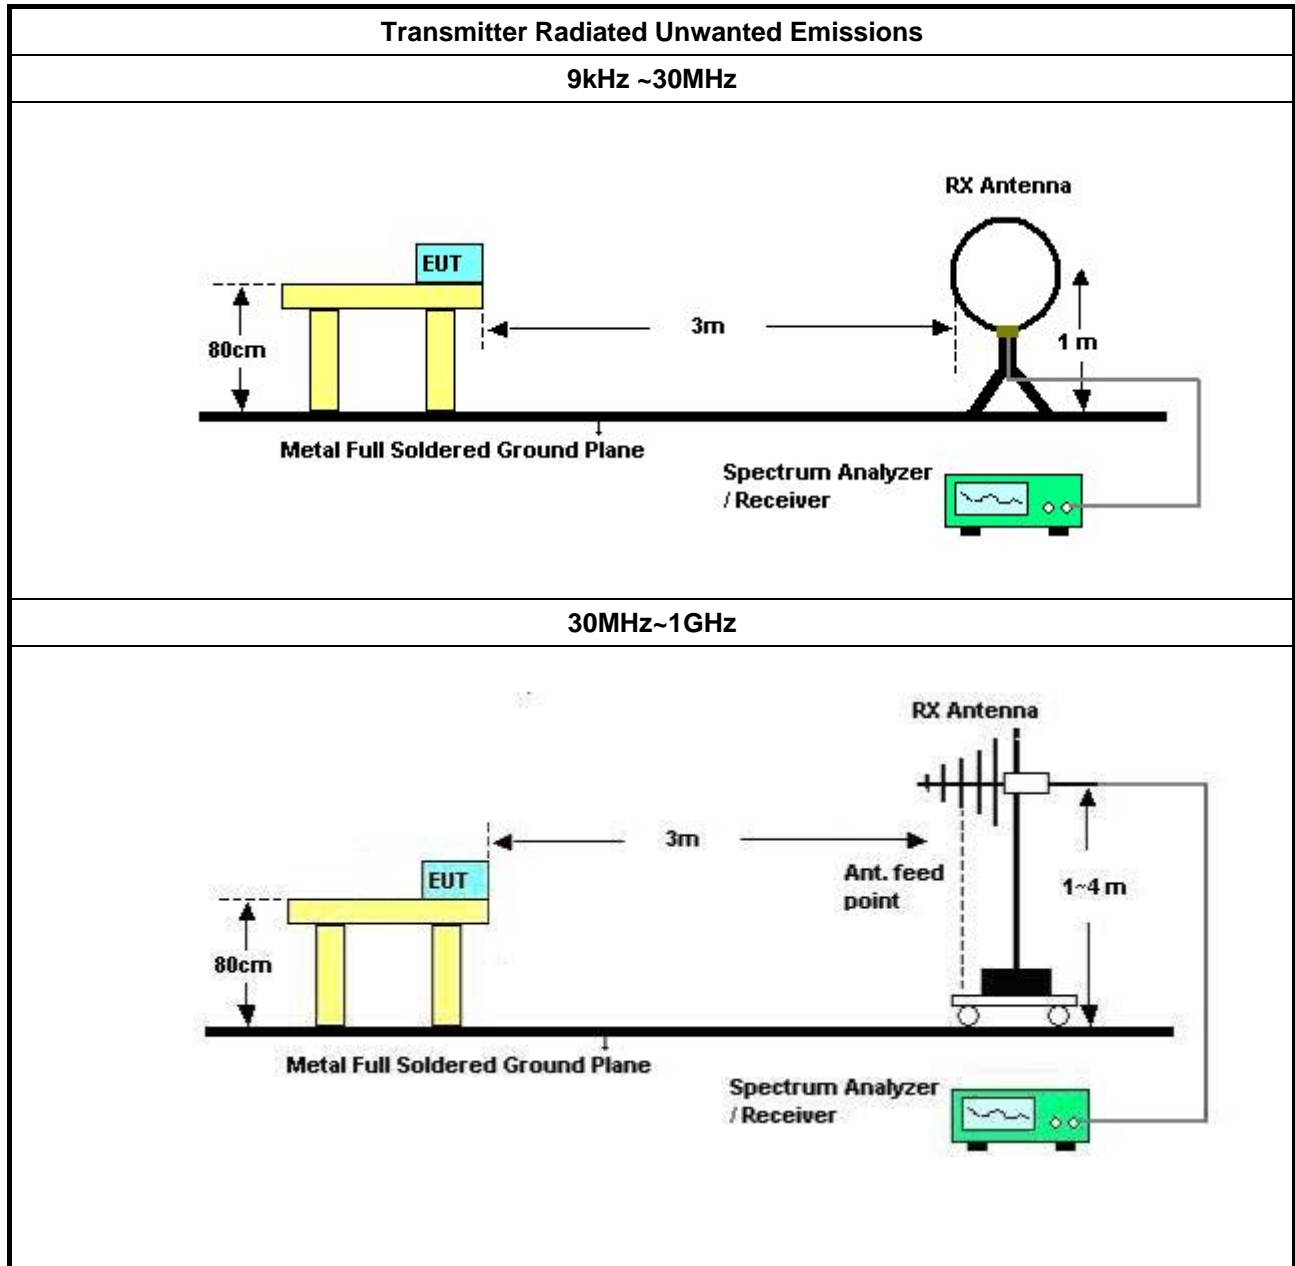 Transmitter Radiated Unwanted Emissions
9kHz ~30MHz
RX Antenna
EUT
3m
80cm
1 m
Metal Full Soldered Ground Plane
Spectrum Analyzer
/ Receiver
30MHz~1GHz
RX Antenna
3m
Ant. feed
point
EUT
1~4 m
80cm
Metal Full Soldered Ground Plane
Spectrum Analyzer
/ Receiver